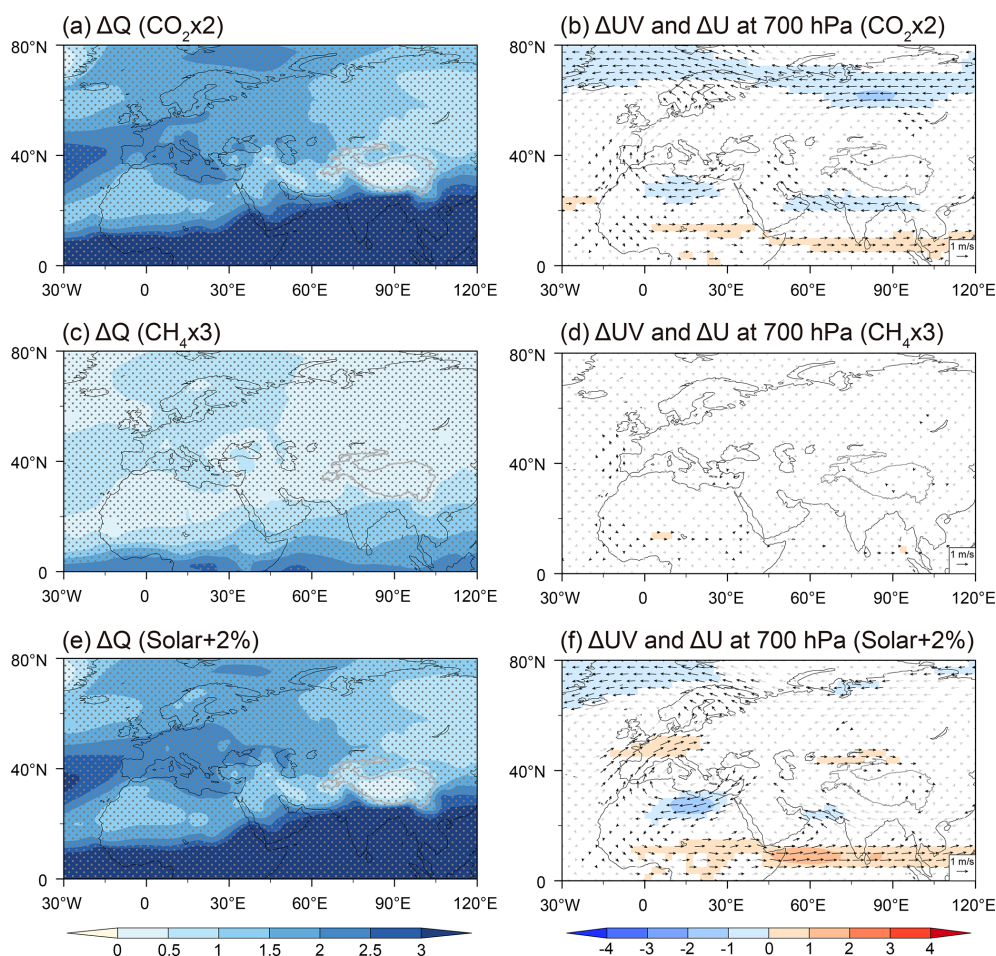 (a) ΔQ (CO₂x2)
(b) ΔUV and ΔU at 700 hPa (CO₂x2)
80°N
40°N
0
30°W 0 30°E 60°E 90°E 120°E
80°N
40°N
0
1 m/s
30°W 0 30°E 60°E 90°E 120°E
(c) ΔQ (CH₄x3)
(d) ΔUV and ΔU at 700 hPa (CH₄x3)
80°N
40°N
0
30°W 0 30°E 60°E 90°E 120°E
80°N
40°N
0
1 m/s
30°W 0 30°E 60°E 90°E 120°E
(e) ΔQ (Solar+2%)
(f) ΔUV and ΔU at 700 hPa (Solar+2%)
80°N
40°N
0
30°W 0 30°E 60°E 90°E 120°E
80°N
40°N
0
1 m/s
30°W 0 30°E 60°E 90°E 120°E
0 0.5 1 1.5 2 2.5 3
-4 -3 -2 -1 0 1 2 3 4